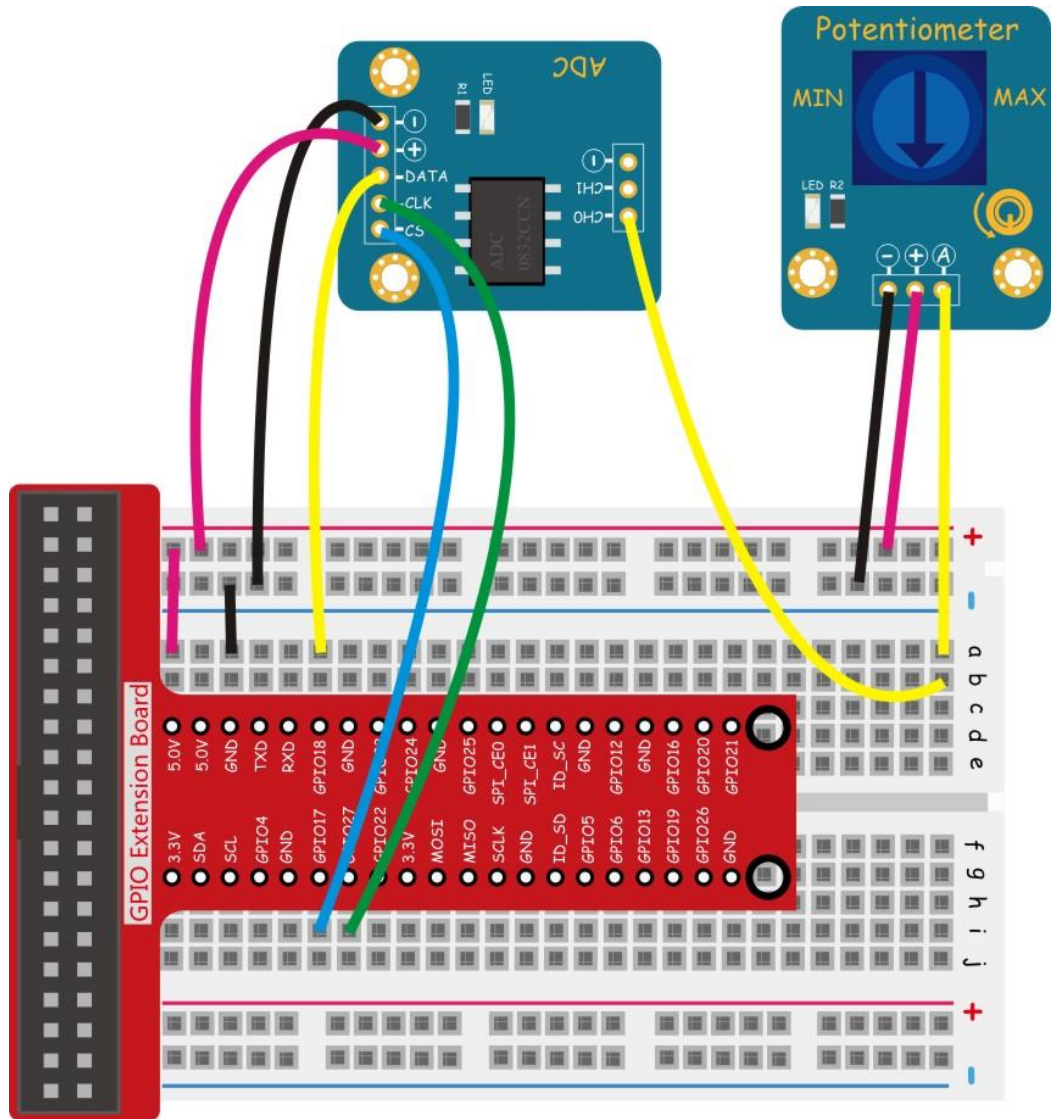 Potentiometer
MIN
MAX
LED
R2
-
+
A
ADC
R1
LED
-
+
DATA
CLK
CS
-
CH1
CH0
ADC
0832CCN
+
-
a
b
c
d
e
GPIO Extension Board
5.0V
5.0V
GND
TXD
RXD
GPIO18
GND
GPIO24
GND
GPIO25
SPI_CE0
SPI_CE1
ID_SC
GND
GPIO12
GND
GPIO16
GPIO20
GPIO21
3.3V
SDA
SCL
GPIO4
GND
GPIO17
GPIO27
GPIO22
3.3V
MOSI
MISO
SCLK
GND
ID_SD
GPIO5
GPIO6
GPIO13
GPIO19
GPIO26
GND
f
g
h
i
j
+
-